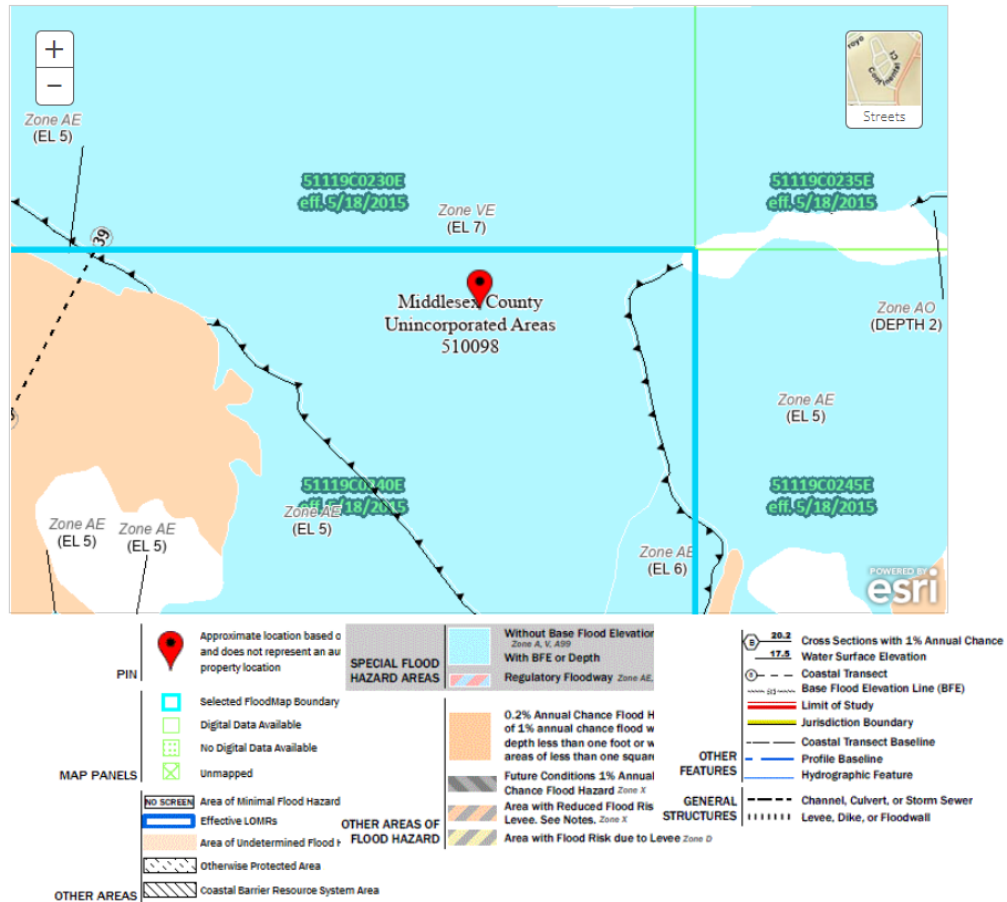 +
−
Streets
Zone AE
(EL 5)
51119C0230E
eff. 5/18/2015
51119C0235E
eff. 5/18/2015
Zone VE
(EL 7)
39
Middlesex County
Unincorporated Areas
510098
Zone AO
(DEPTH 2)
Zone AE
(EL 5)
51119C0240E
eff. 5/18/2015
Zone AE
(EL 5)
51119C0245E
eff. 5/18/2015
Zone AE
(EL 5)
Zone AE
(EL 5)
Zone AE
(EL 6)
POWERED BY
esri
PIN
Approximate location based o
and does not represent an au
property location
MAP PANELS
Selected FloodMap Boundary
Digital Data Available
No Digital Data Available
Unmapped
OTHER AREAS
NO SCREEN Area of Minimal Flood Hazard
Effective LOMRs
Area of Undetermined Flood H
Otherwise Protected Area
Coastal Barrier Resource System Area
SPECIAL FLOOD
HAZARD AREAS
Without Base Flood Elevation
Zone A, V, A99
With BFE or Depth
Regulatory Floodway Zone AE,
OTHER AREAS OF
FLOOD HAZARD
0.2% Annual Chance Flood H
of 1% annual chance flood w
depth less than one foot or w
areas of less than one square
Future Conditions 1% Annual
Chance Flood Hazard Zone X
Area with Reduced Flood Ris
Levee. See Notes. Zone X
Area with Flood Risk due to Levee Zone D
OTHER
FEATURES
B 20.2 Cross Sections with 1% Annual Chance
17.5 Water Surface Elevation
Coastal Transect
Base Flood Elevation Line (BFE)
Limit of Study
Jurisdiction Boundary
Coastal Transect Baseline
Profile Baseline
Hydrographic Feature
GENERAL
STRUCTURES
Channel, Culvert, or Storm Sewer
Levee, Dike, or Floodwall